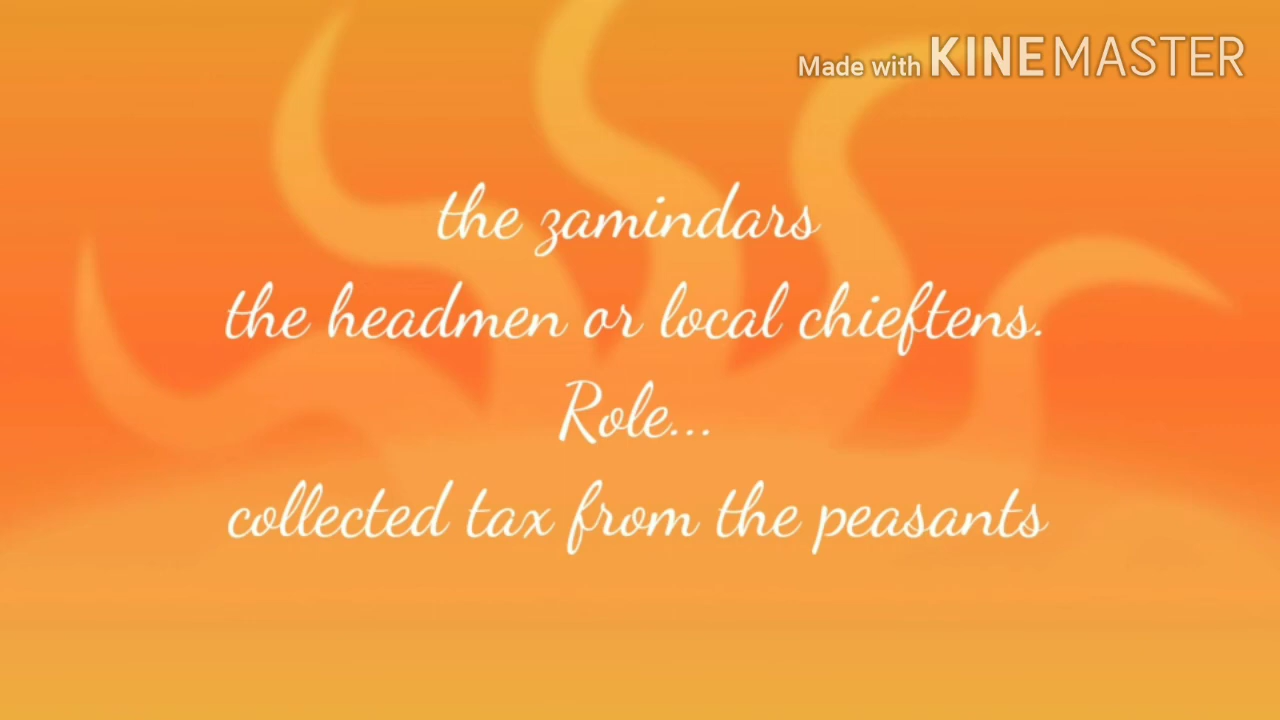 Made with KINEMASTER
the zamindars
the headmen or local chieftens.
Role...
collected tax from the peasants